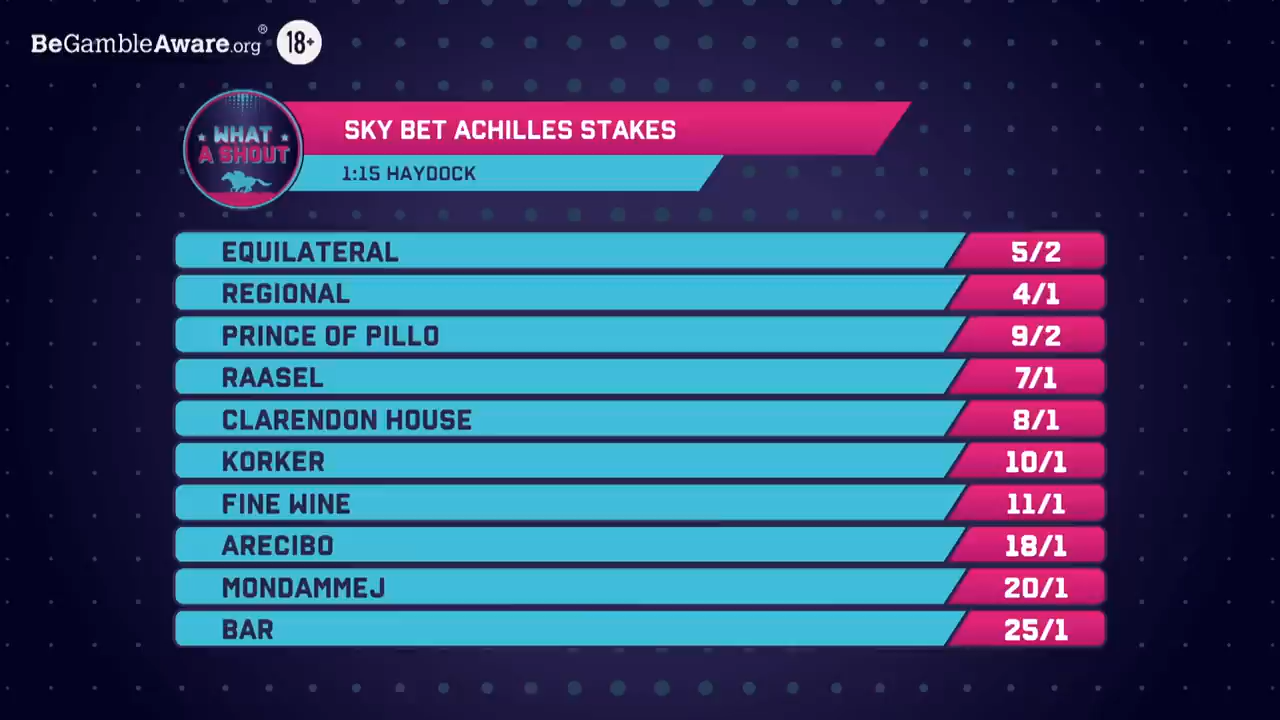 BeGambleAware.org® 18+
WHAT
A SHOUT
SKY BET ACHILLES STAKES
1:15 HAYDOCK
EQUILATERAL 5/2
REGIONAL 4/1
PRINCE OF PILLO 9/2
RAASEL 7/1
CLARENDON HOUSE 8/1
KORKER 10/1
FINE WINE 11/1
ARECIBO 18/1
MONDAMMEJ 20/1
BAR 25/1